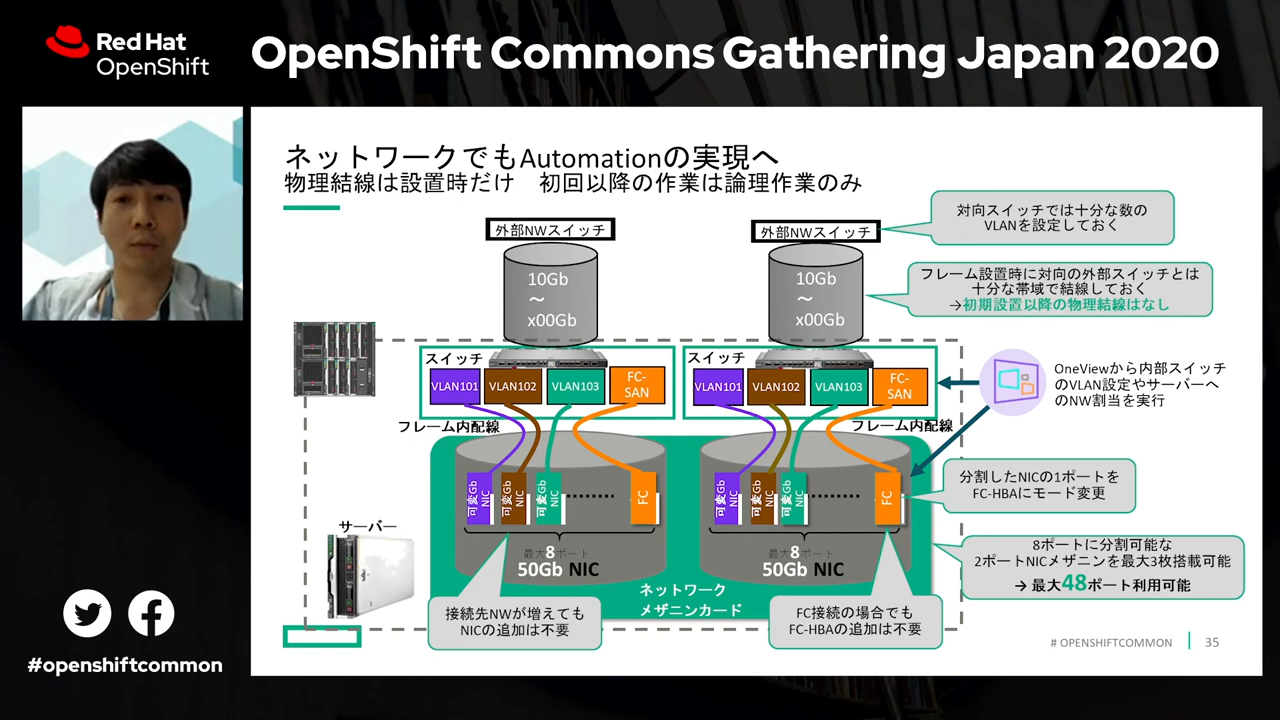 Red Hat
OpenShift
OpenShift Commons Gathering Japan 2020
ネットワークでもAutomationの実現へ
物理結線は設置時だけ 初回以降の作業は論理作業のみ
外部NWスイッチ
外部NWスイッチ
対向スイッチでは十分な数の
VLANを設定しておく
10Gb
～
x00Gb
10Gb
～
x00Gb
フレーム設置時に対向の外部スイッチとは
十分な帯域で結線しておく
→初期設置以降の物理結線はなし
スイッチ
VLAN101
VLAN102
VLAN103
FC-
SAN
スイッチ
VLAN101
VLAN102
VLAN103
FC-
SAN
OneViewから内部スイッチ
のVLAN設定やサーバーへ
のNW割当を実行
フレーム内配線
フレーム内配線
可変Gb
NIC
可変Gb
NIC
可変Gb
NIC
FC
可変Gb
NIC
可変Gb
NIC
可変Gb
NIC
FC
分割したNICの1ポートを
FC-HBAにモード変更
サーバー
最大8ポート
50Gb NIC
最大8ポート
50Gb NIC
8ポートに分割可能な
2ポートNICメザニンを最大3枚搭載可能
→ 最大48ポート利用可能
ネットワーク
メザニンカード
接続先NWが増えても
NICの追加は不要
FC接続の場合でも
FC-HBAの追加は不要
# OPENSHIFTCOMMON
35
#openshiftcommon